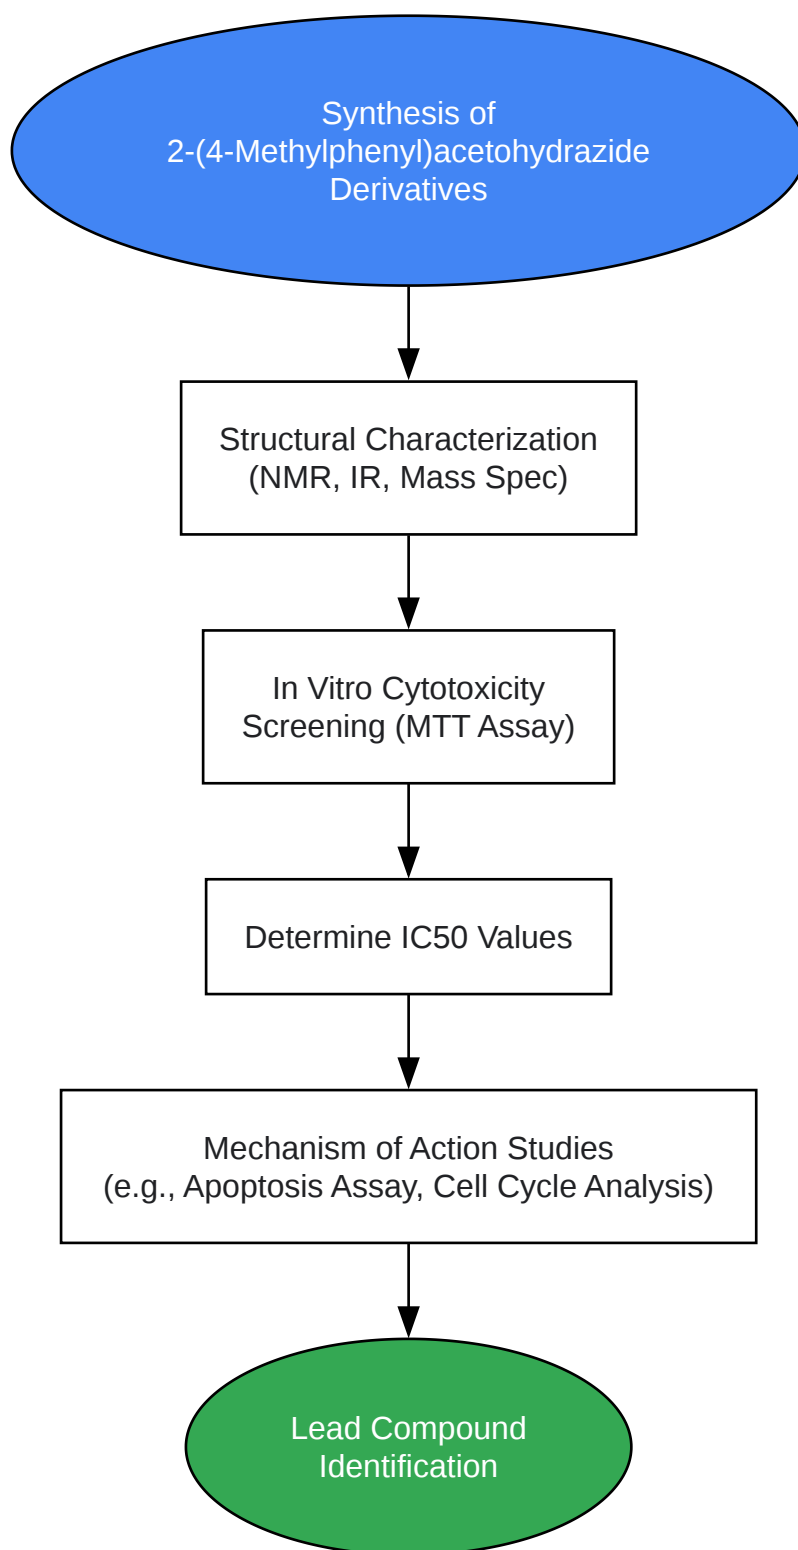 Synthesis of
2-(4-Methylphenyl)acetohydrazide
Derivatives
Structural Characterization
(NMR, IR, Mass Spec)
In Vitro Cytotoxicity
Screening (MTT Assay)
Determine IC50 Values
Mechanism of Action Studies
(e.g., Apoptosis Assay, Cell Cycle Analysis)
Lead Compound
Identification